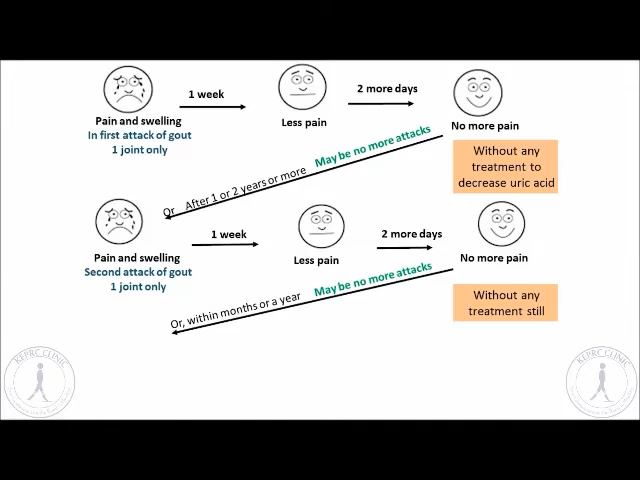 1 week
2 more days
Pain and swelling
In first attack of gout
1 joint only
Less pain
No more pain
Without any
treatment to
decrease uric acid
Or After 1 or 2 years or more May be no more attacks
1 week
2 more days
Pain and swelling
Second attack of gout
1 joint only
Less pain
No more pain
Without any
treatment still
Or, within months or a year May be no more attacks
KEPRC CLINIC
KEPRC CLINIC